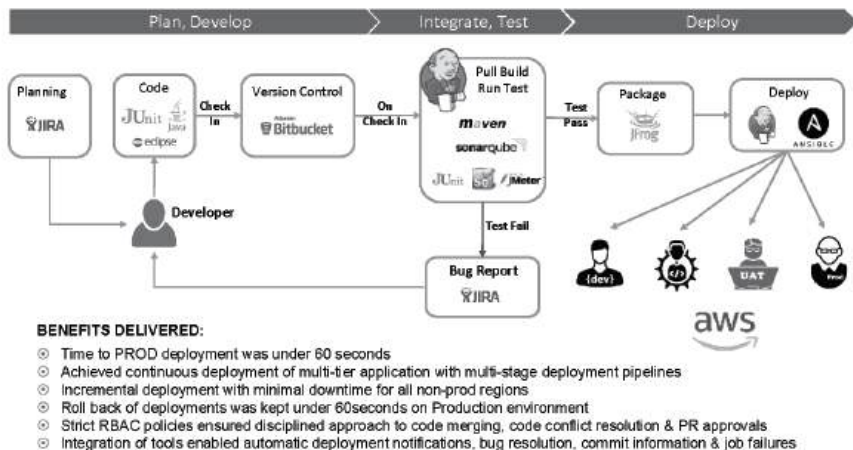 Plan, Develop
Integrate, Test
Deploy
Planning
JIRA
Code
JUnit
Java
eclipse
Check
In
Version Control
Atlassian
Bitbucket
On
Check In
Pull Build
Run Test
maven
sonarqube
JUnit
Se
JMeter
Test
Pass
Package
JFrog
Deploy
A
ANSIBLE
Developer
Test Fail
Bug Report
JIRA
{dev}
</>
UAT
Prod
aws
BENEFITS DELIVERED:
Time to PROD deployment was under 60 seconds
Achieved continuous deployment of multi-tier application with multi-stage deployment pipelines
Incremental deployment with minimal downtime for all non-prod regions
Roll back of deployments was kept under 60seconds on Production environment
Strict RBAC policies ensured disciplined approach to code merging, code conflict resolution & PR approvals
Integration of tools enabled automatic deployment notifications, bug resolution, commit information & job failures